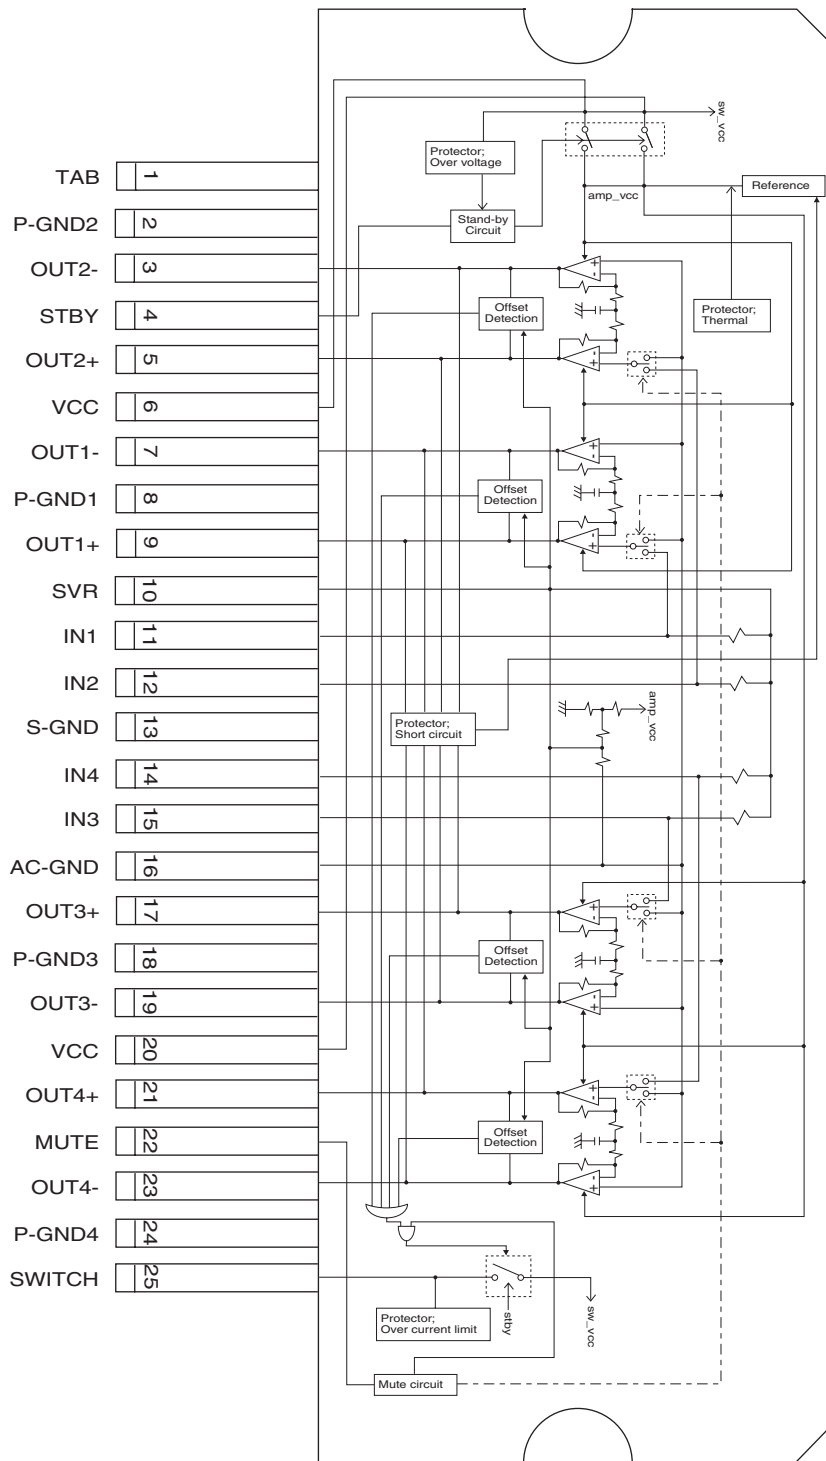 sw_vcc
Protector;
Over voltage
TAB 1
amp_vcc
Reference
P-GND2 2
Stand-by
Circuit
OUT2- 3
STBY 4
Offset
Detection
Protector;
Thermal
OUT2+ 5
VCC 6
OUT1- 7
P-GND1 8
Offset
Detection
OUT1+ 9
SVR 10
IN1 11
IN2 12
S-GND 13
Protector;
Short circuit
amp_vcc
IN4 14
IN3 15
AC-GND 16
OUT3+ 17
P-GND3 18
Offset
Detection
OUT3- 19
VCC 20
OUT4+ 21
MUTE 22
Offset
Detection
OUT4- 23
P-GND4 24
SWITCH 25
Protector;
Over current limit
stby
sw_vcc
Mute circuit